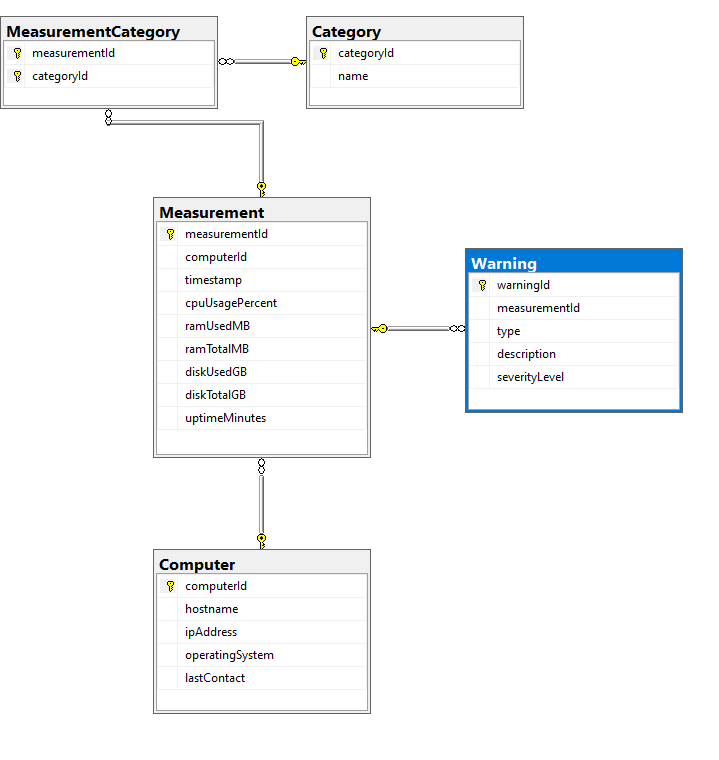 MeasurementCategory
measurementId
categoryId
Category
categoryId
name
Measurement
measurementId
computerId
timestamp
cpuUsagePercent
ramUsedMB
ramTotalMB
diskUsedGB
diskTotalGB
uptimeMinutes
Warning
warningId
measurementId
type
description
severityLevel
Computer
computerId
hostname
ipAddress
operatingSystem
lastContact